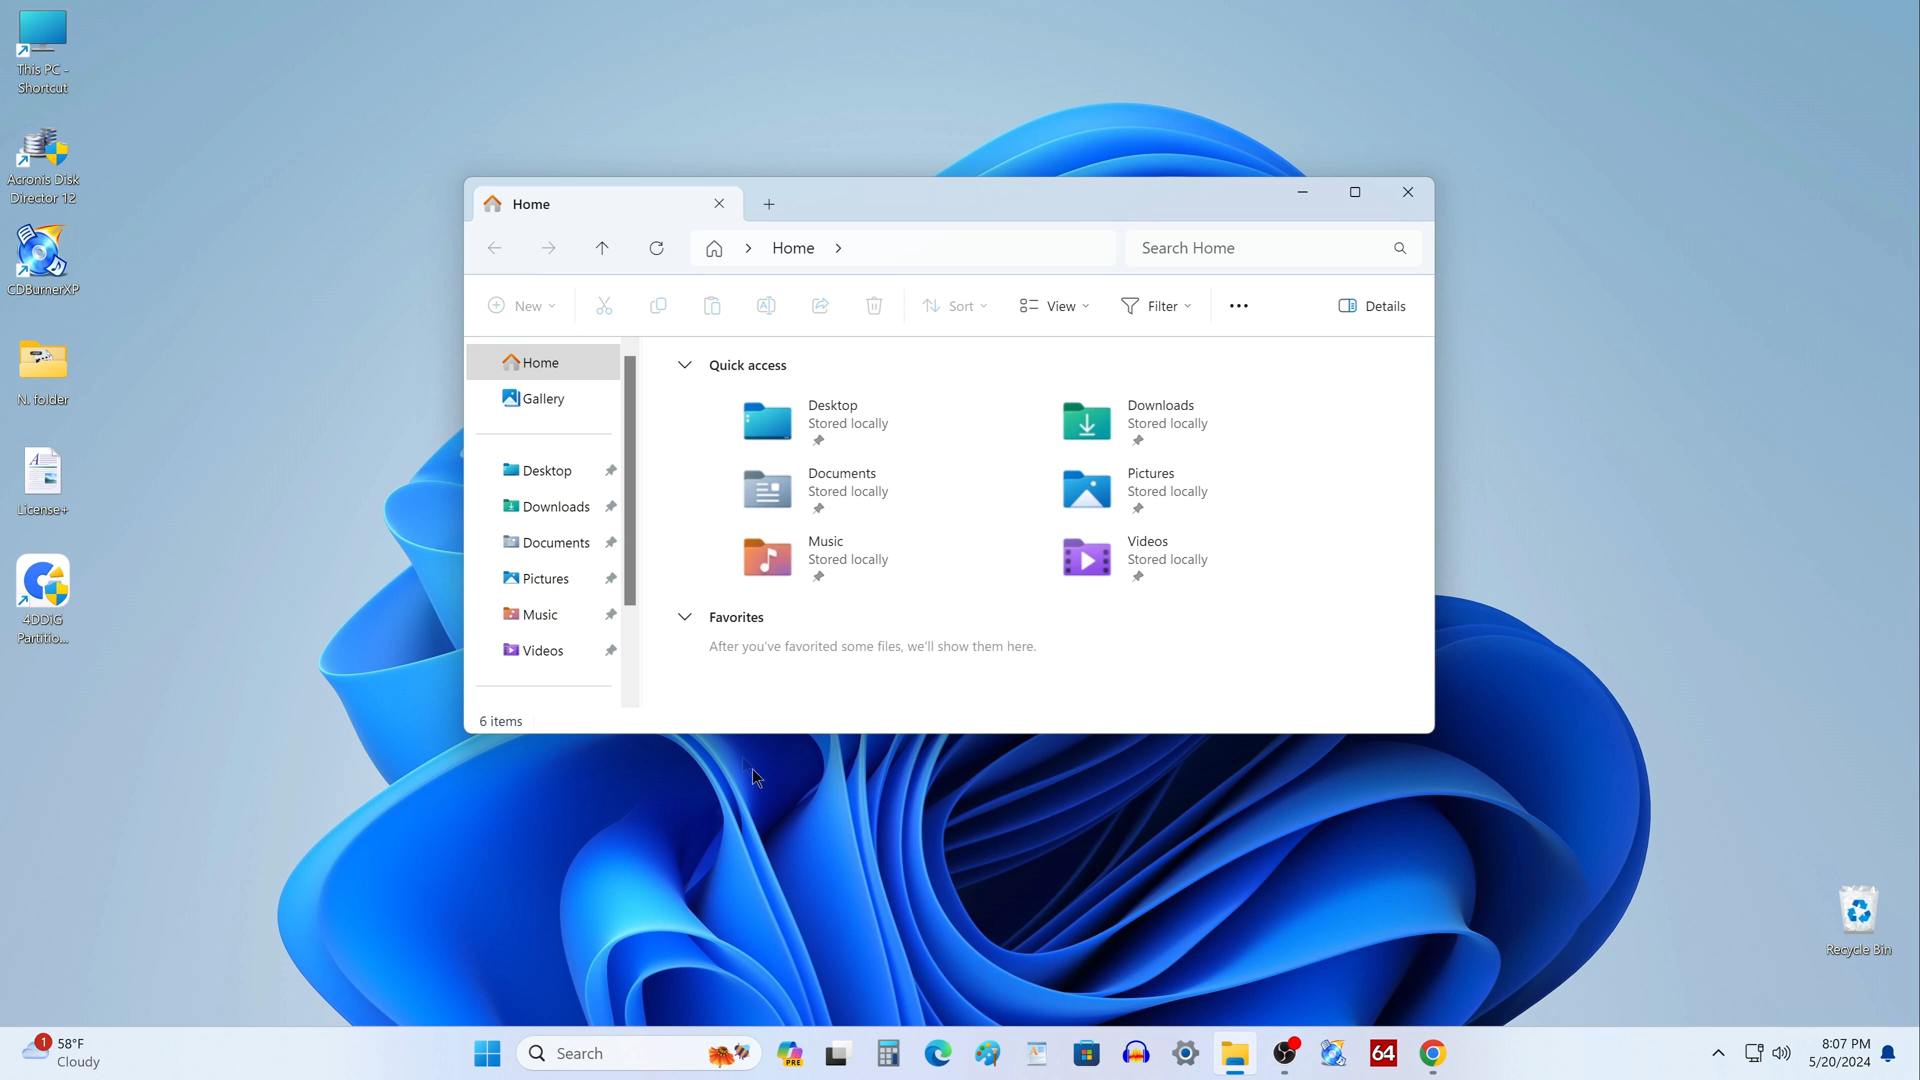 This PC -
Shortcut
Acronis Disk
Director 12
CDBurnerXP
N. folder
License+
4DDiG
Partitio...
Home
Home
Search Home
New
Sort
View
Filter
Details
Home
Gallery
Desktop
Downloads
Documents
Pictures
Music
Videos
Quick access
Desktop
Stored locally
Downloads
Stored locally
Documents
Stored locally
Pictures
Stored locally
Music
Stored locally
Videos
Stored locally
Favorites
After you've favorited some files, we'll show them here.
6 items
Recycle Bin
1
58°F
Cloudy
Search
PRE
64
8:07 PM
5/20/2024